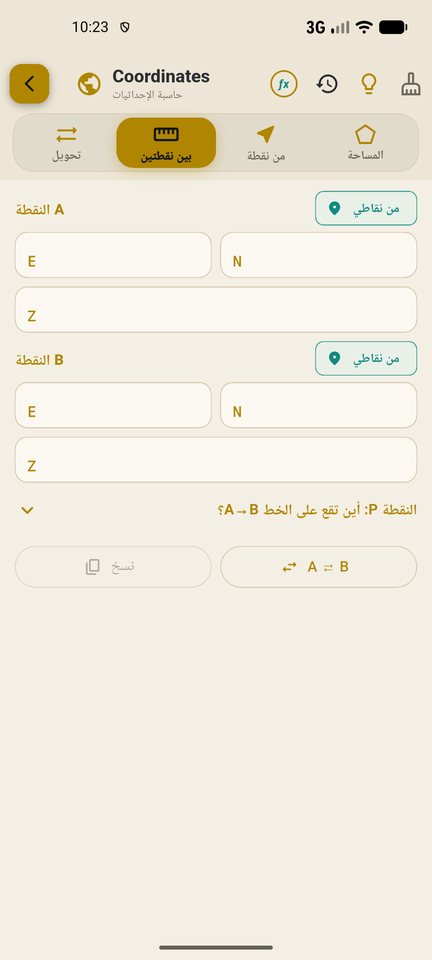 10:23
3G
Coordinates
حاسبة الإحداثيات
fx
تحويل
بين نقطتين
من نقطة
المساحة
النقطة A
من نقاطي
E
N
Z
النقطة B
من نقاطي
E
N
Z
النقطة P: أين تقع على الخط A→B؟
نسخ
A ⇄ B